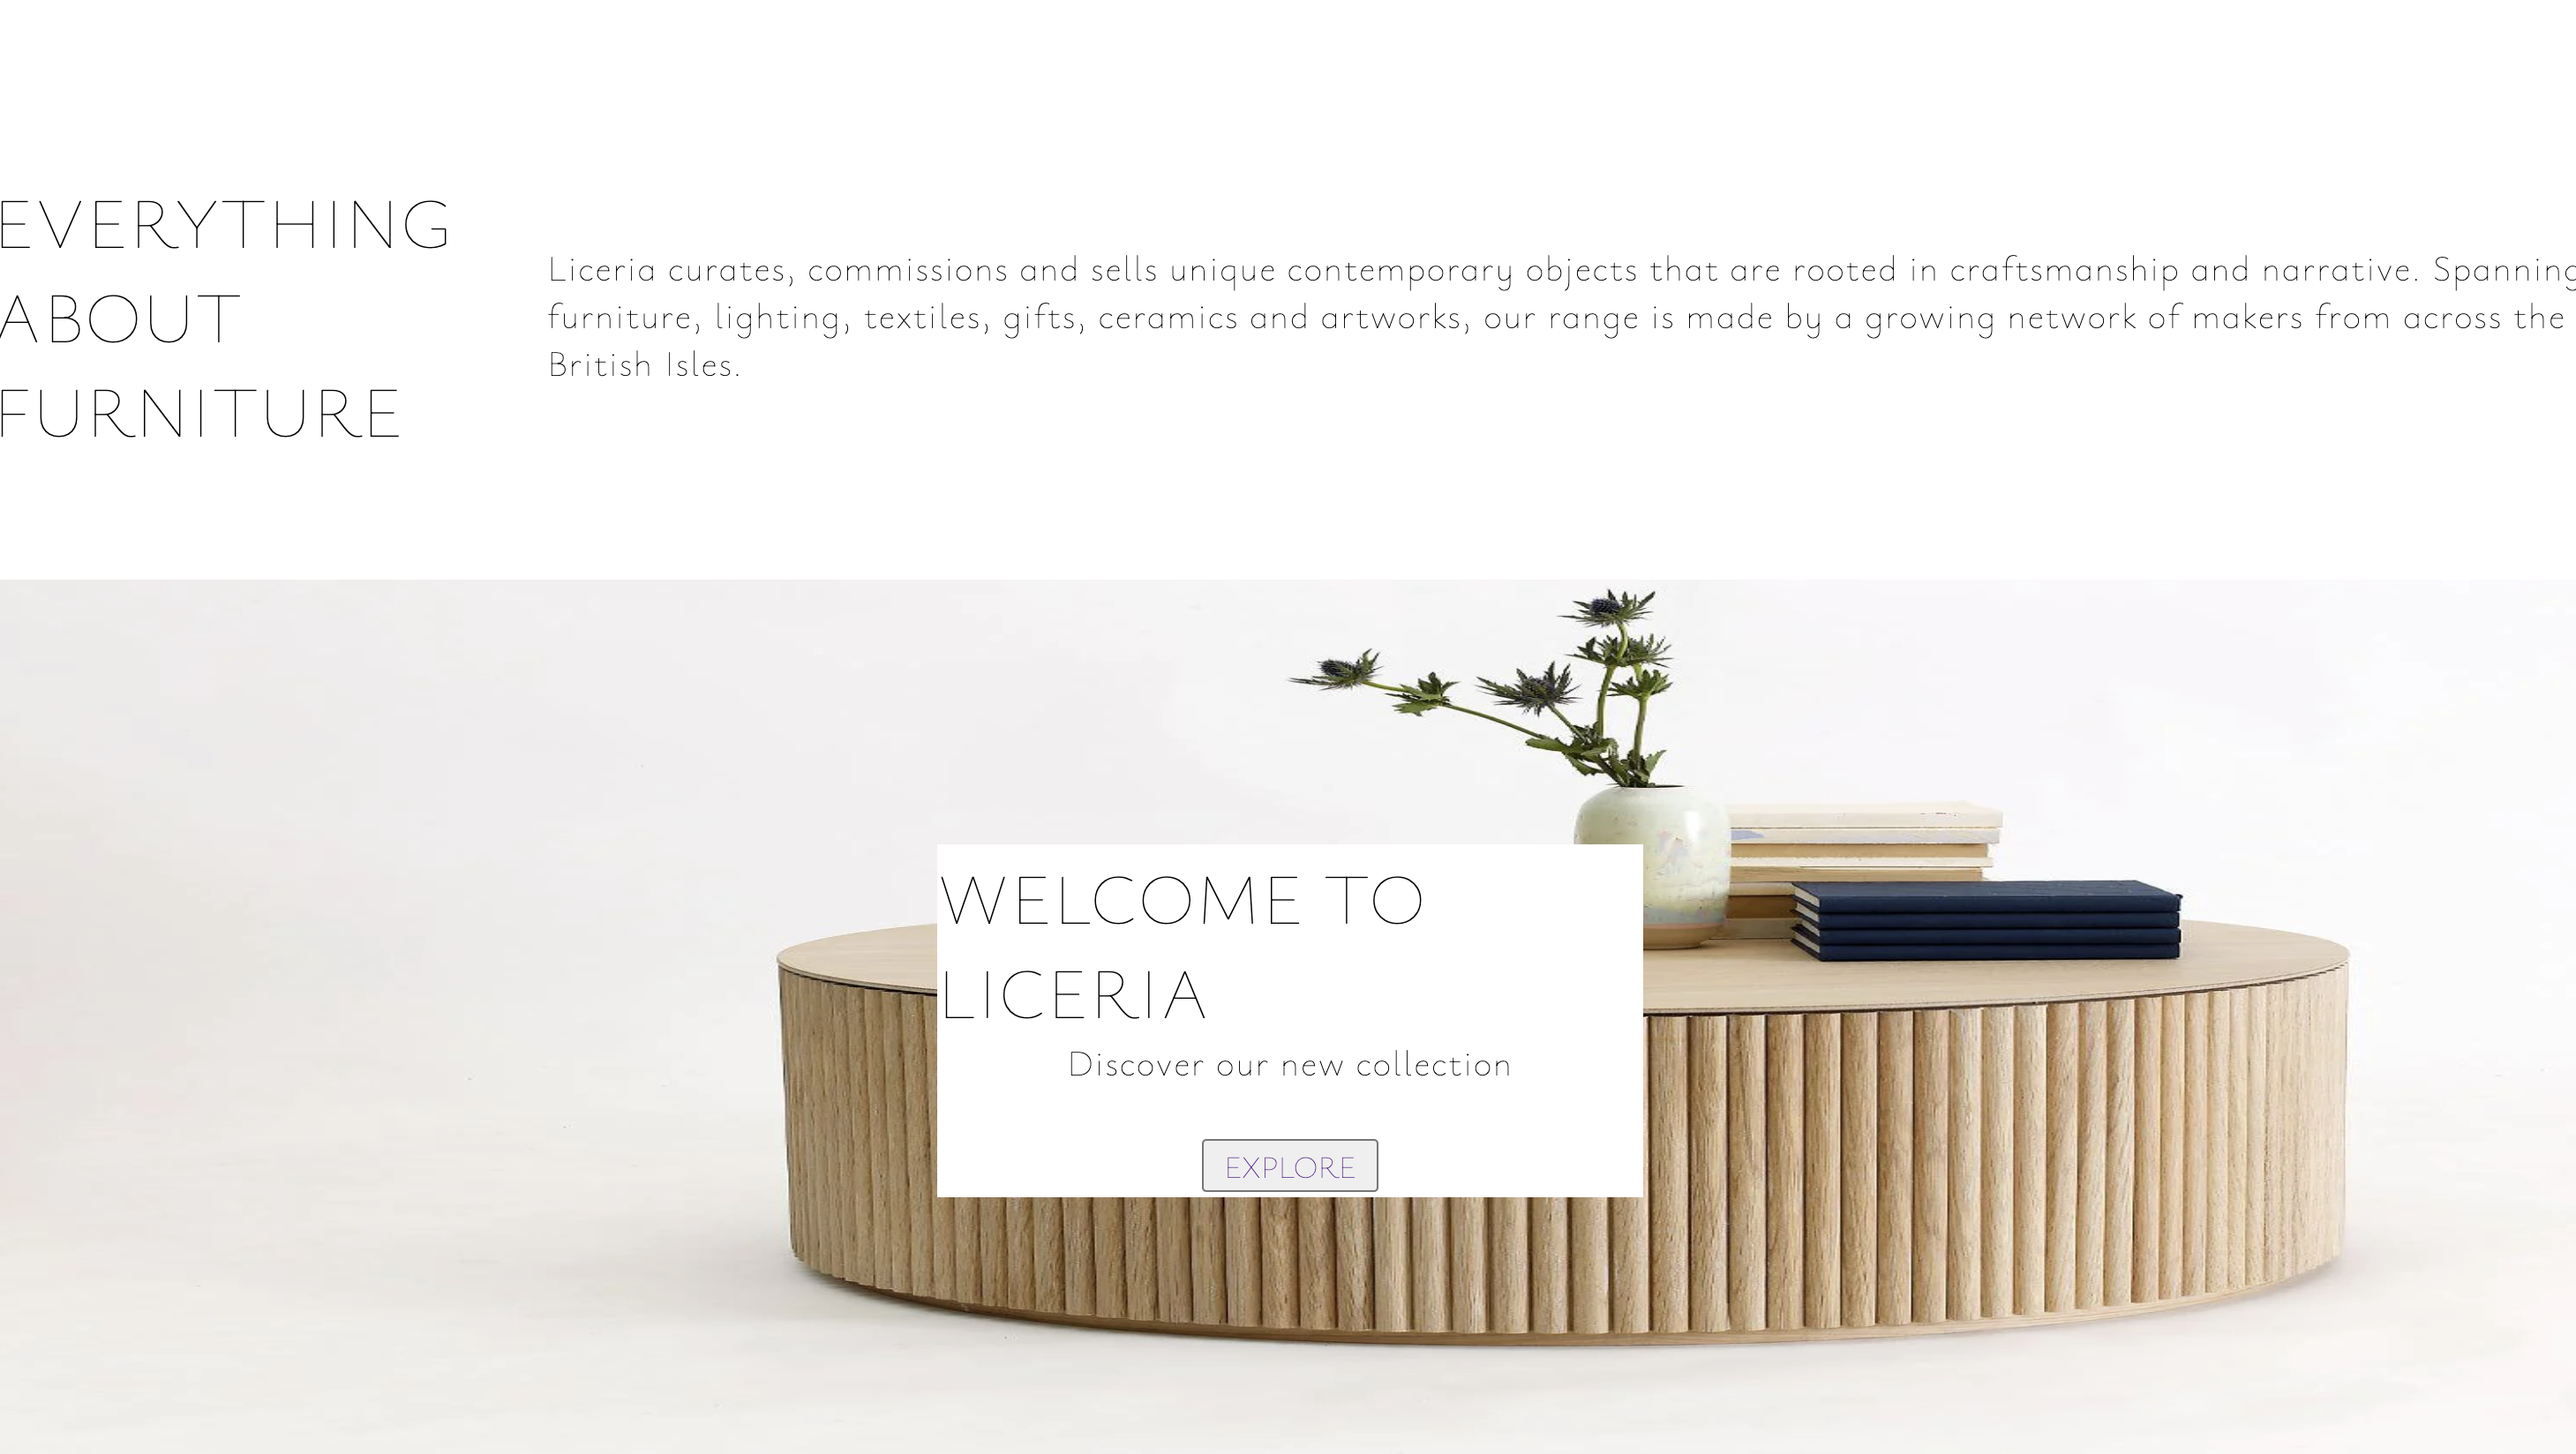 EVERYTHING
ABOUT
FURNITURE
Liceria curates, commissions and sells unique contemporary objects that are rooted in craftsmanship and narrative. Spanning
furniture, lighting, textiles, gifts, ceramics and artworks, our range is made by a growing network of makers from across the
British Isles.
WELCOME TO
LICERIA
Discover our new collection
EXPLORE